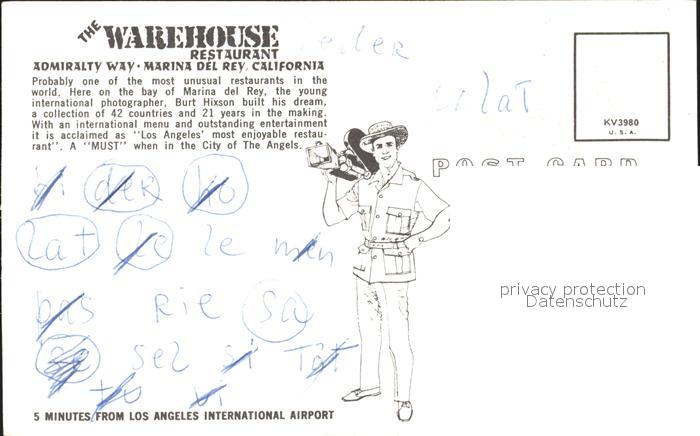 THE WAREHOUSE
RESTAURANT
ADMIRALTY WAY • MARINA DEL REY, CALIFORNIA
Probably one of the most unusual restaurants in the
world. Here on the bay of Marina del Rey, the young
international photographer, Burt Hixson built his dream,
a collection of 42 countries and 21 years in the making.
With an international menu and outstanding entertainment
it is acclaimed as "Los Angeles' most enjoyable restau-
rant". A "MUST" when in the City of The Angels.
KV3980
U. S. A.
POST CARD
der ko
lat le le men
bas Rie sa
sel si Tät
privacy protection
Datenschutz
5 MINUTES FROM LOS ANGELES INTERNATIONAL AIRPORT